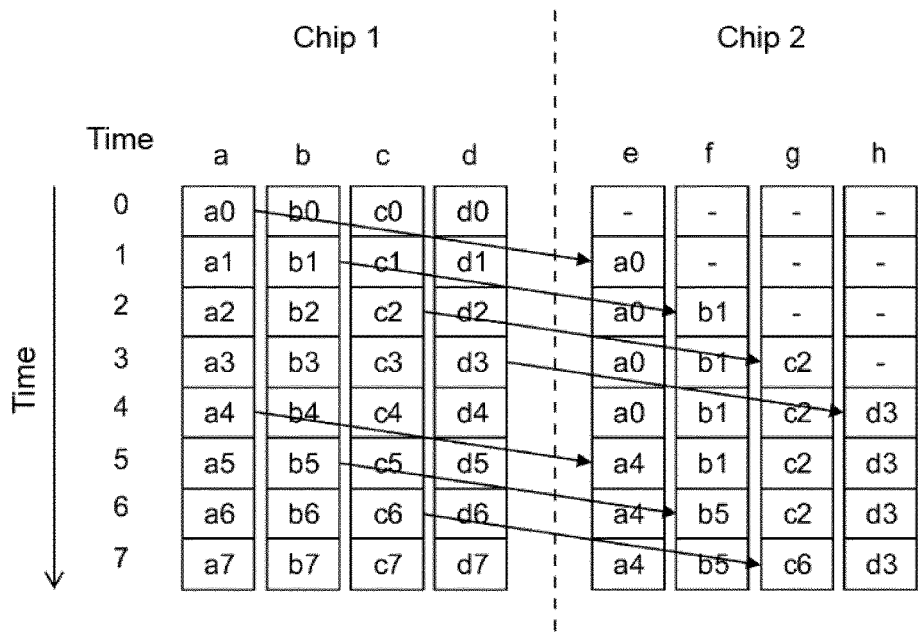 Chip 1 Chip 2
Time a b c d e f g h
0 a0 b0 c0 d0 - - - -
1 a1 b1 c1 d1 a0 - - -
2 a2 b2 c2 d2 a0 b1 - -
3 a3 b3 c3 d3 a0 b1 c2 -
4 a4 b4 c4 d4 a0 b1 c2 d3
5 a5 b5 c5 d5 a4 b1 c2 d3
6 a6 b6 c6 d6 a4 b5 c2 d3
7 a7 b7 c7 d7 a4 b5 c6 d3
Time